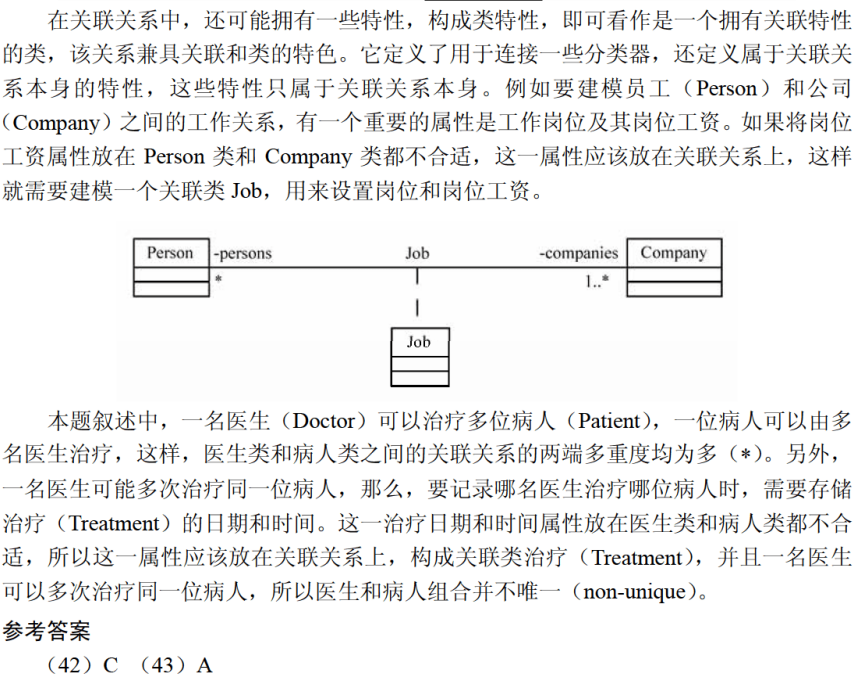 在关联关系中，还可能拥有一些特性，构成类特性，即可看作是一个拥有关联特性
的类，该关系兼具关联和类的特色。它定义了用于连接一些分类器，还定义属于关联关
系本身的特性，这些特性只属于关联关系本身。例如要建模员工（Person）和公司
（Company）之间的工作关系，有一个重要的属性是工作岗位及其岗位工资。如果将岗位
工资属性放在 Person 类和 Company 类都不合适，这一属性应该放在关联关系上，这样
就需要建模一个关联类 Job，用来设置岗位和岗位工资。
Person -persons Job -companies Company
* 1..*
Job
本题叙述中，一名医生（Doctor）可以治疗多位病人（Patient），一位病人可以由多
名医生治疗，这样，医生类和病人类之间的关联关系的两端多重度均为多（*）。另外，
一名医生可能多次治疗同一位病人，那么，要记录哪名医生治疗哪位病人时，需要存储
治疗（Treatment）的日期和时间。这一治疗日期和时间属性放在医生类和病人类都不合
适，所以这一属性应该放在关联关系上，构成关联类治疗（Treatment），并且一名医生
可以多次治疗同一位病人，所以医生和病人组合并不唯一（non-unique）。
参考答案
（42）C （43）A